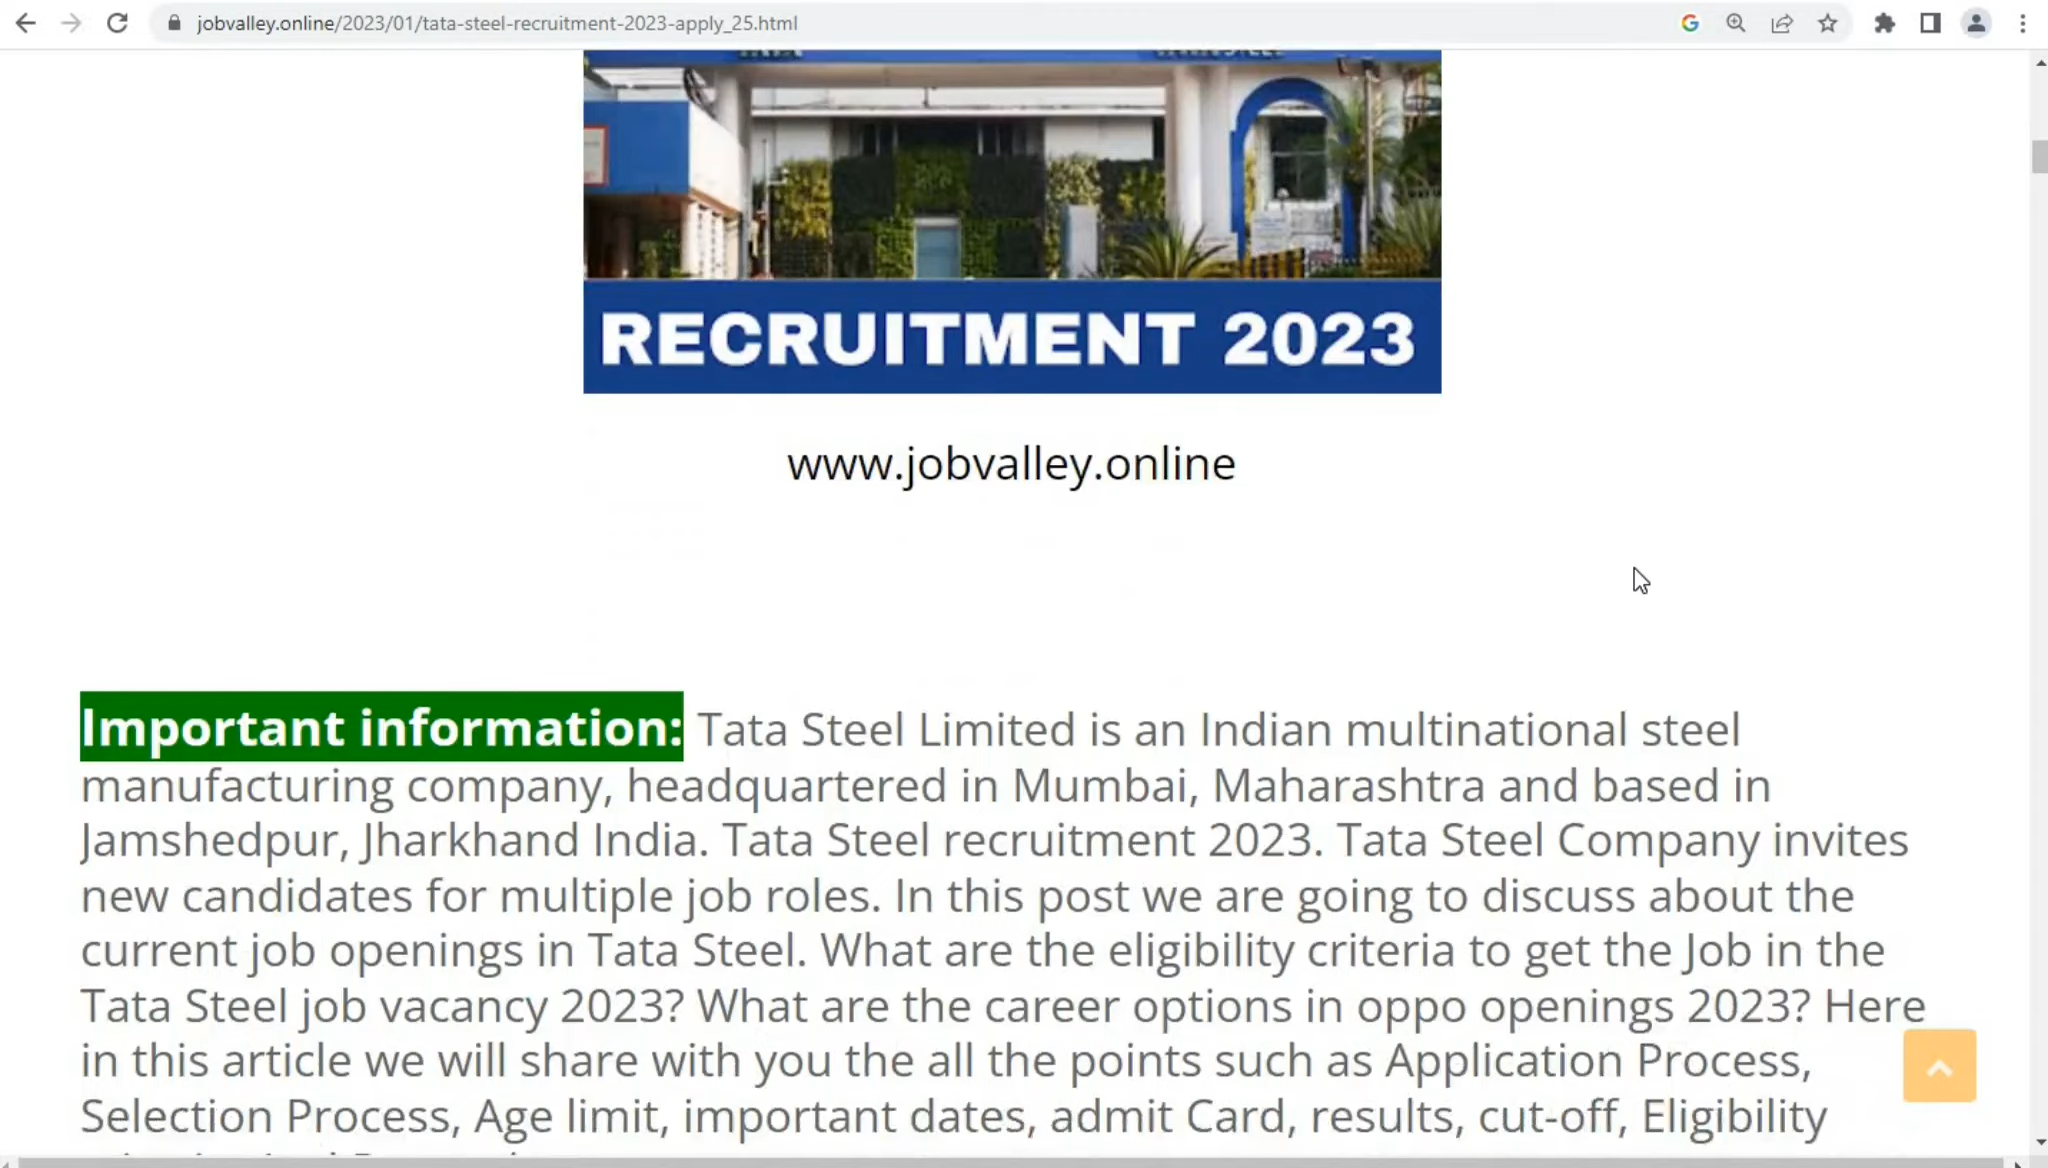 jobvalley.online/2023/01/tata-steel-recruitment-2023-apply_25.html
RECRUITMENT 2023
www.jobvalley.online
Important information: Tata Steel Limited is an Indian multinational steel
manufacturing company, headquartered in Mumbai, Maharashtra and based in
Jamshedpur, Jharkhand India. Tata Steel recruitment 2023. Tata Steel Company invites
new candidates for multiple job roles. In this post we are going to discuss about the
current job openings in Tata Steel. What are the eligibility criteria to get the Job in the
Tata Steel job vacancy 2023? What are the career options in oppo openings 2023? Here
in this article we will share with you the all the points such as Application Process,
Selection Process, Age limit, important dates, admit Card, results, cut-off, Eligibility